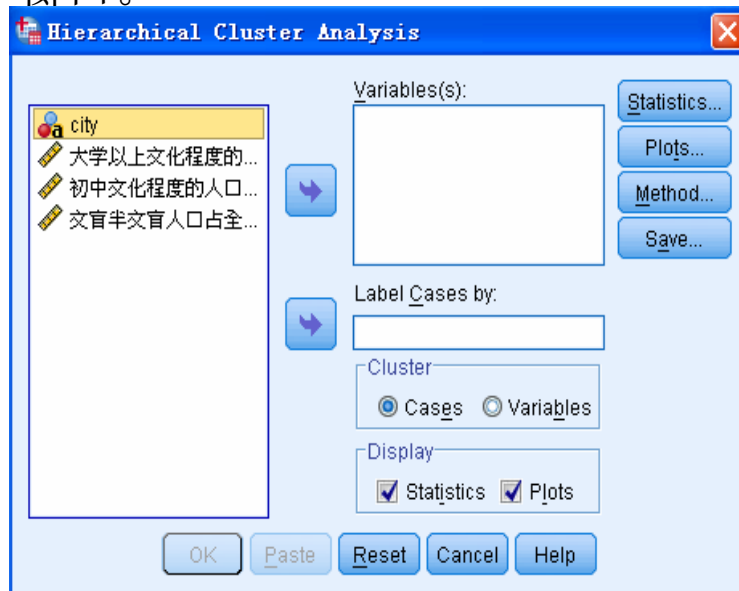 Hierarchical Cluster Analysis
Variables(s):
city
大学以上文化程度的...
初中文化程度的人口...
文盲半文盲人口占全...
Statistics...
Plots...
Method...
Save...
Label Cases by:
Cluster
Cases Variables
Display
Statistics Plots
OK Paste Reset Cancel Help